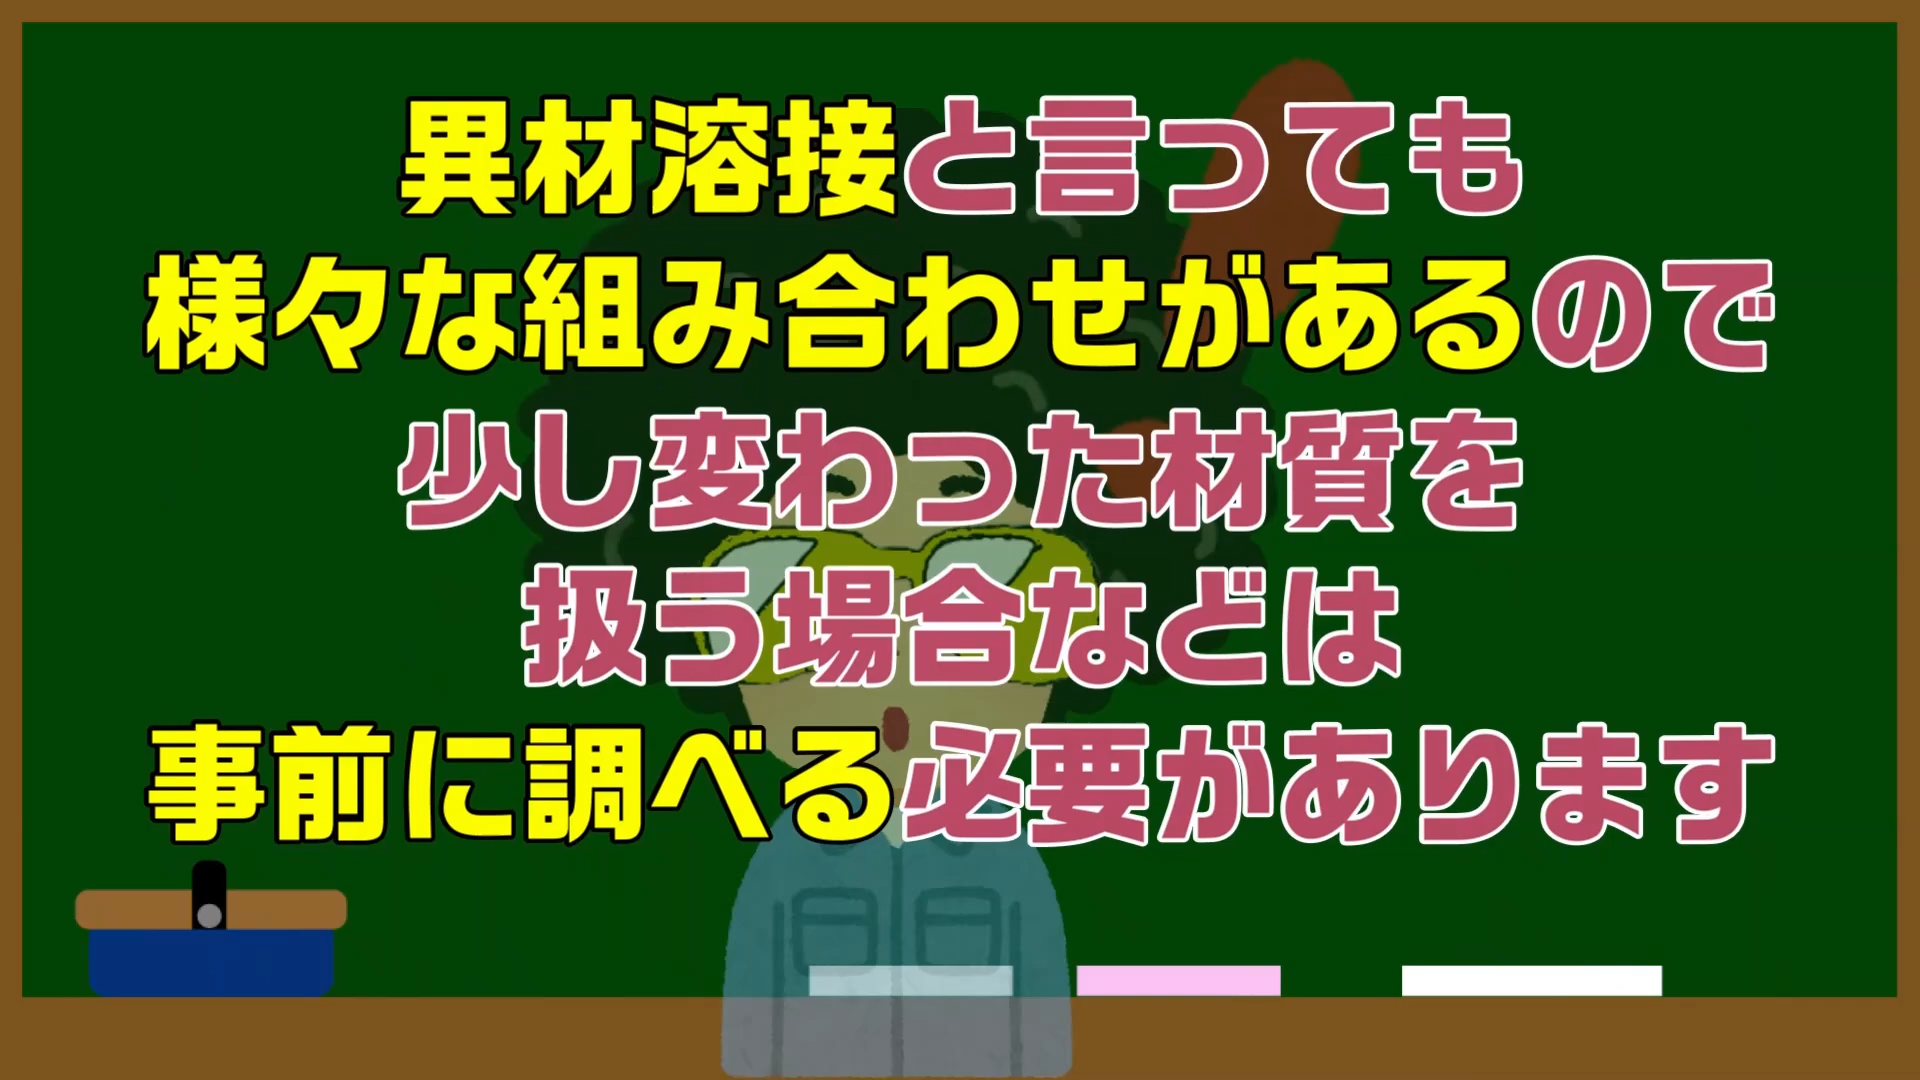 異材溶接と言っても
様々な組み合わせがあるので
少し変わった材質を
扱う場合などは
事前に調べる必要があります